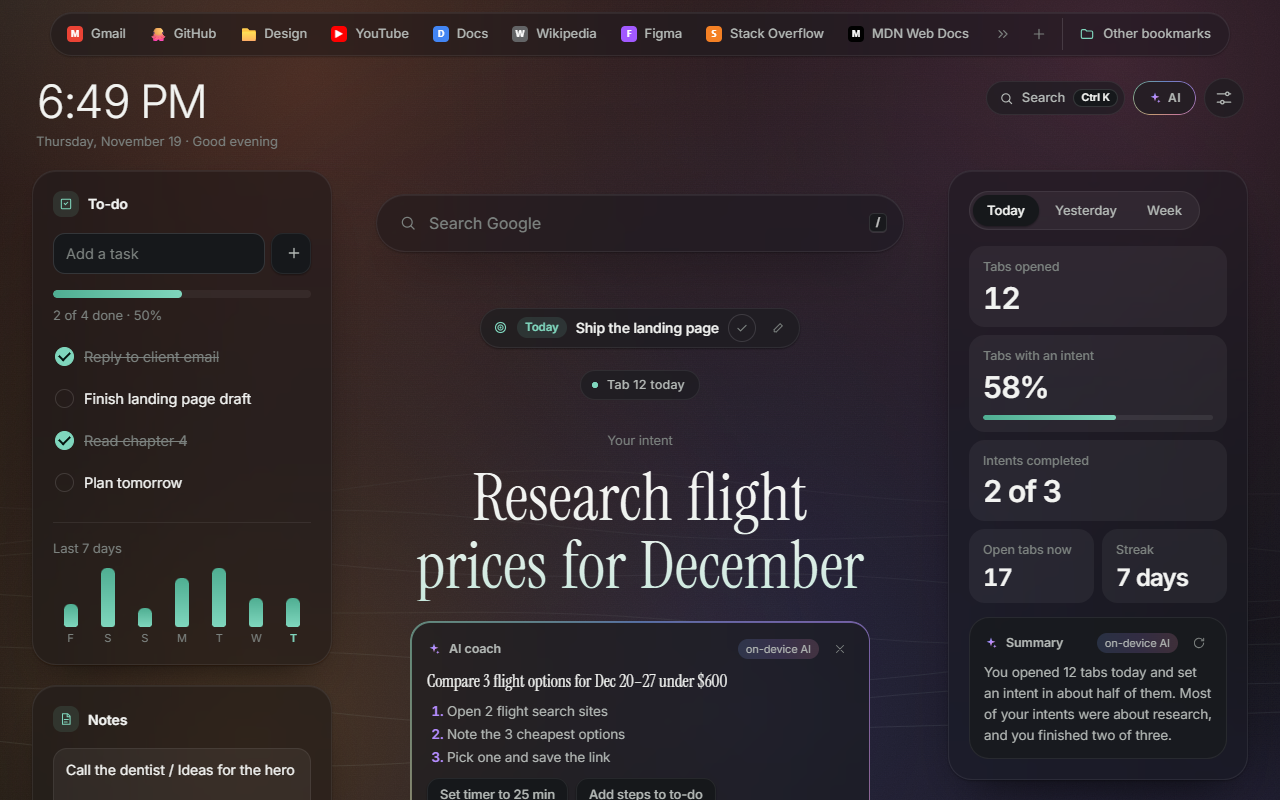 M Gmail GitHub Design YouTube D Docs W Wikipedia F Figma S Stack Overflow M MDN Web Docs Other bookmarks
6:49 PM
Thursday, November 19 · Good evening
Search Ctrl K AI
To-do
Add a task
2 of 4 done · 50%
Reply to client email
Finish landing page draft
Read chapter 4
Plan tomorrow
Last 7 days
F S S M T W T
Notes
Call the dentist / Ideas for the hero
Search Google /
Today Ship the landing page
Tab 12 today
Your intent
Research flight
prices for December
AI coach on-device AI
Compare 3 flight options for Dec 20–27 under $600
1. Open 2 flight search sites
2. Note the 3 cheapest options
3. Pick one and save the link
Set timer to 25 min Add steps to to-do
Today Yesterday Week
Tabs opened
12
Tabs with an intent
58%
Intents completed
2 of 3
Open tabs now
17
Streak
7 days
Summary on-device AI
You opened 12 tabs today and set
an intent in about half of them. Most
of your intents were about research,
and you finished two of three.